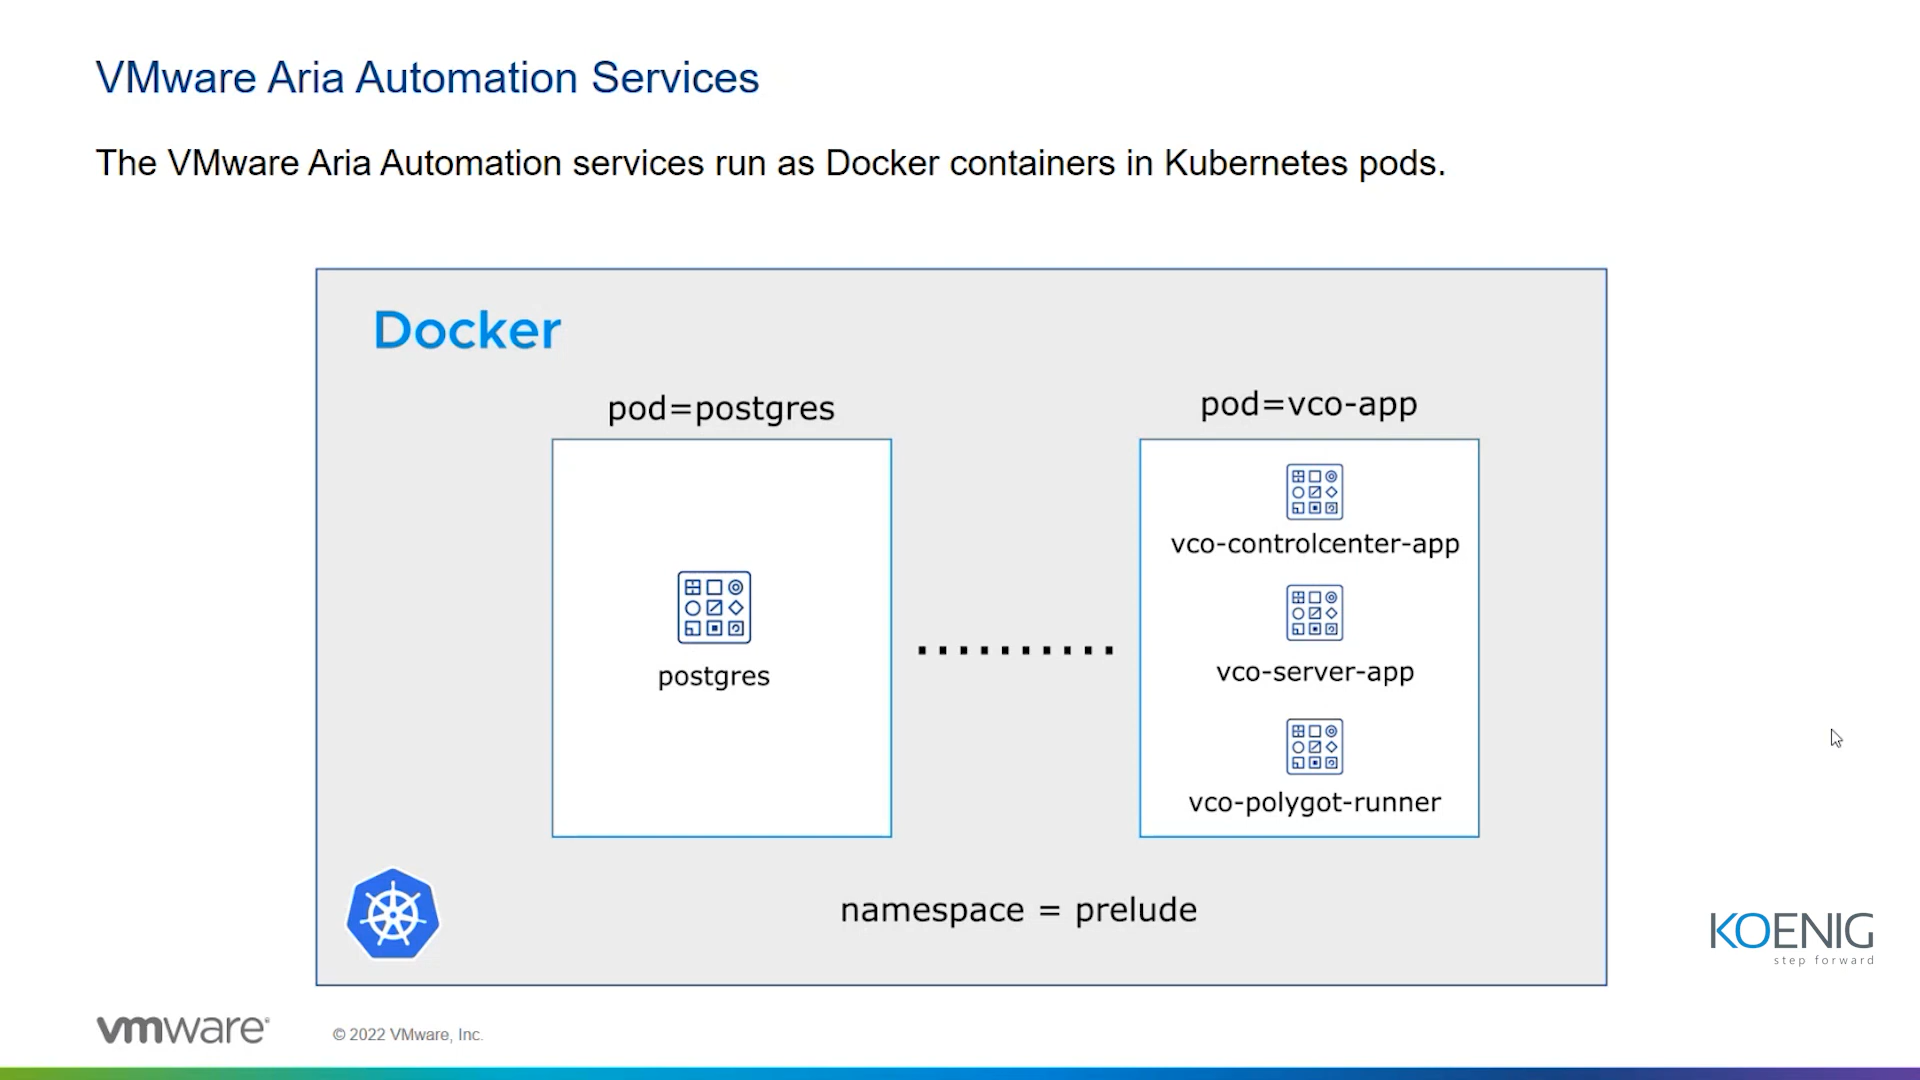 VMware Aria Automation Services
The VMware Aria Automation services run as Docker containers in Kubernetes pods.
Docker
pod=postgres
postgres
pod=vco-app
vco-controlcenter-app
vco-server-app
vco-polygot-runner
namespace = prelude
KOENIG
step forward
vmware®
© 2022 VMware, Inc.